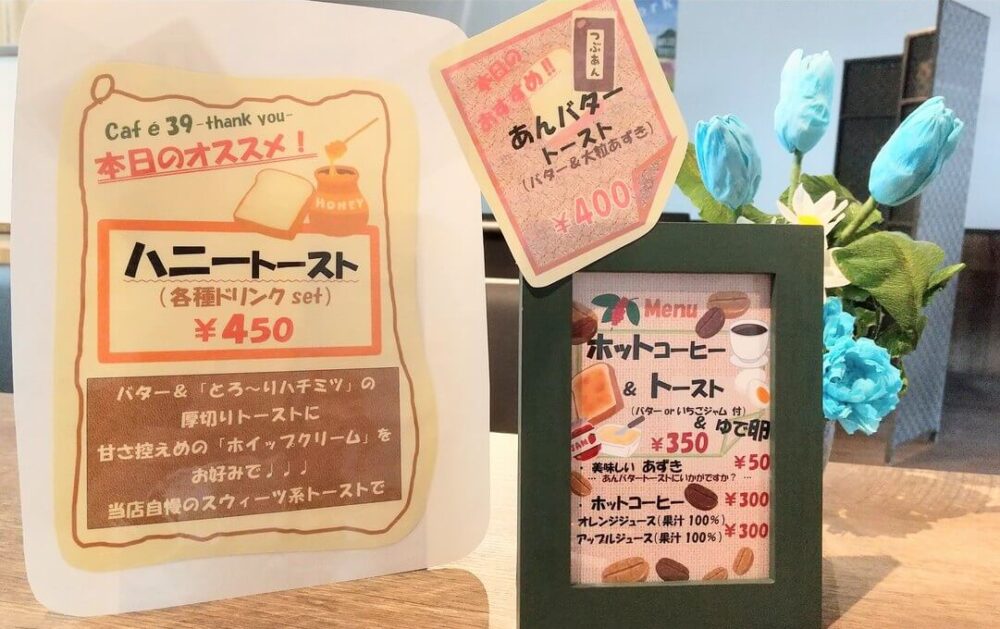 Café 39 -thank you-
本日のオススメ！
HONEY
ハニートースト
（各種ドリンク set）
￥450
バター＆「とろ～りハチミツ」の
厚切りトーストに
甘さ控えめの「ホイップクリーム」を
お好みで♩♩♩
当店自慢のスウィーツ系トーストで
本日の
おすすめ!!
つぶあん
あんバター
トースト
（バター＆大粒あずき）
￥400
Menu
ホットコーヒー
& トースト
（バター or いちごジャム 付）
& ゆで卵
JAM
￥350
・美味しい あずき ￥50
… あんバタートーストにいかがですか？ …
・ホットコーヒー ￥300
オレンジジュース（果汁 100％）
アップルジュース（果汁 100％） ￥300